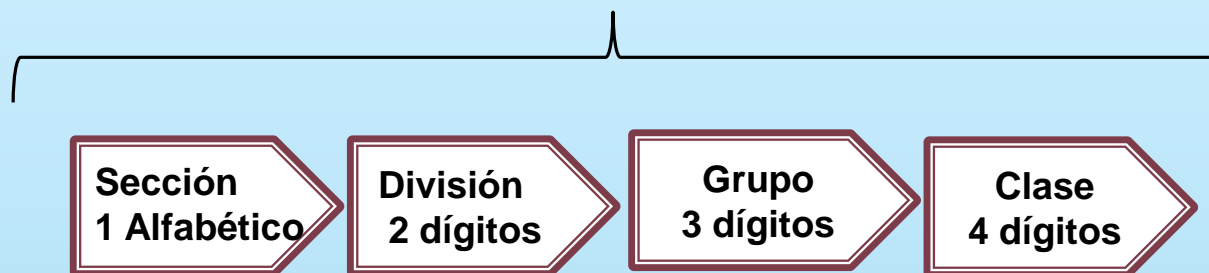 Sección
1 Alfabético
División
2 dígitos
Grupo
3 dígitos
Clase
4 dígitos